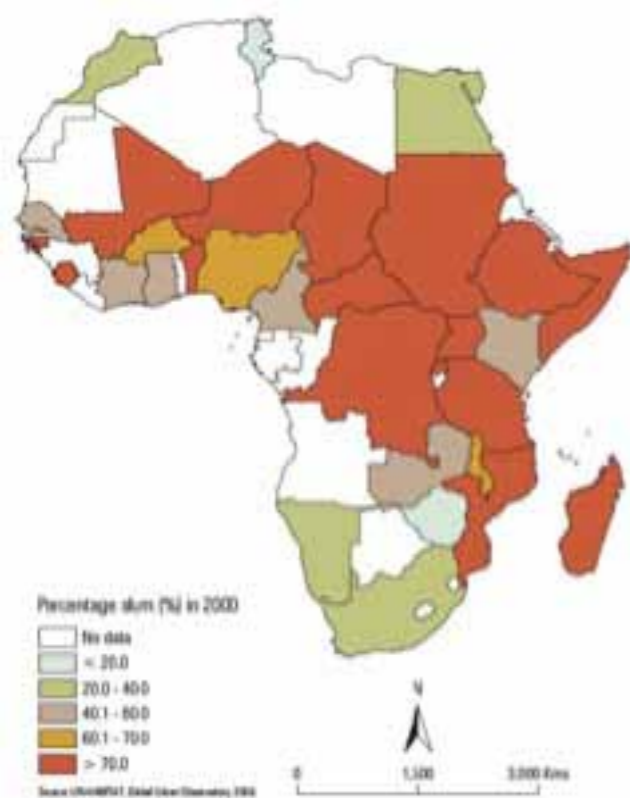 Percentage slum (%) in 2000
No data
< 20.0
20.0 - 40.0
40.1 - 60.0
60.1 - 70.0
> 70.0
N
0 1,500 3,000 Kms